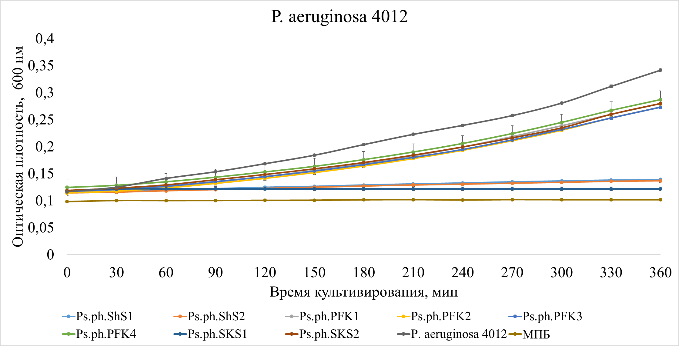 P. aeruginosa 4012
Оптическая плотность, 600 нм
0,4
0,35
0,3
0,25
0,2
0,15
0,1
0,05
0
0 30 60 90 120 150 180 210 240 270 300 330 360
Время культивирования, мин
Ps.ph.ShS1 Ps.ph.ShS2 Ps.ph.PFK1 Ps.ph.PFK2 Ps.ph.PFK3
Ps.ph.PFK4 Ps.ph.SKS1 Ps.ph.SKS2 P. aeruginosa 4012 МПБ